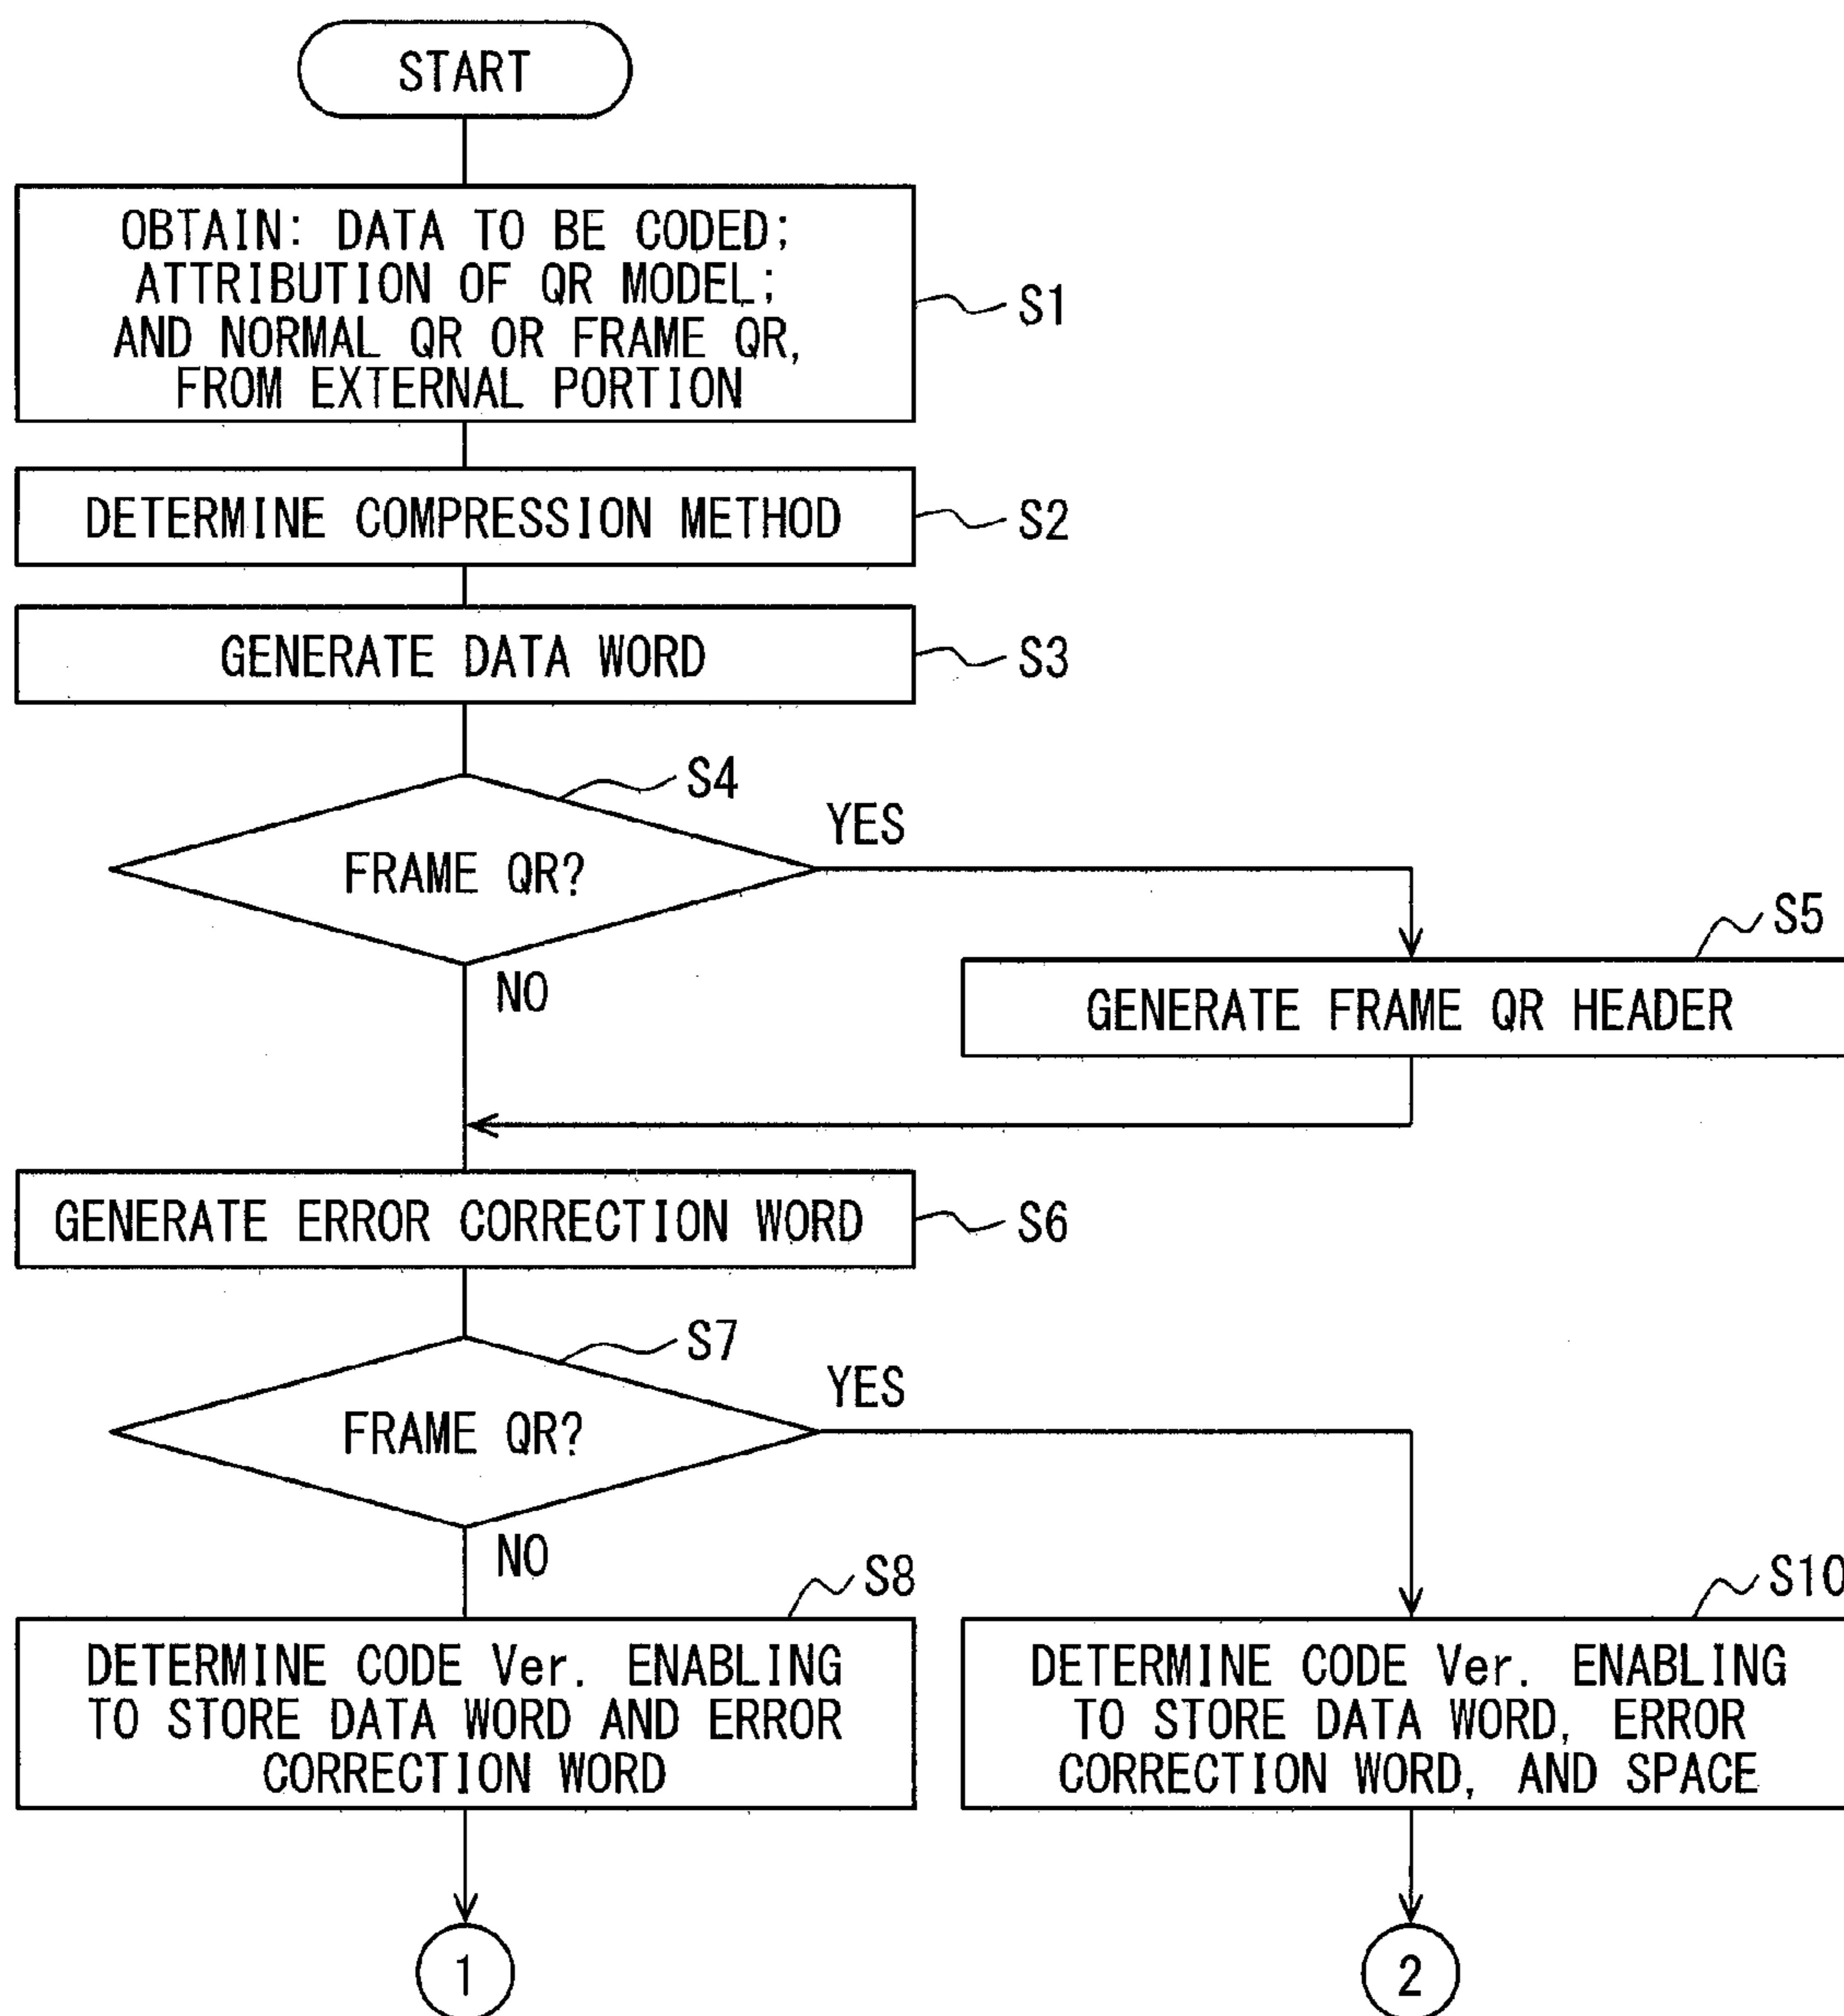 START
OBTAIN: DATA TO BE CODED;
ATTRIBUTION OF QR MODEL;
AND NORMAL QR OR FRAME QR,
FROM EXTERNAL PORTION
S1
DETERMINE COMPRESSION METHOD
S2
GENERATE DATA WORD
S3
S4
FRAME QR?
YES
NO
S5
GENERATE FRAME QR HEADER
GENERATE ERROR CORRECTION WORD
S6
S7
FRAME QR?
YES
NO
S8
DETERMINE CODE Ver. ENABLING
TO STORE DATA WORD AND ERROR
CORRECTION WORD
S10
DETERMINE CODE Ver. ENABLING
TO STORE DATA WORD, ERROR
CORRECTION WORD, AND SPACE
1
2